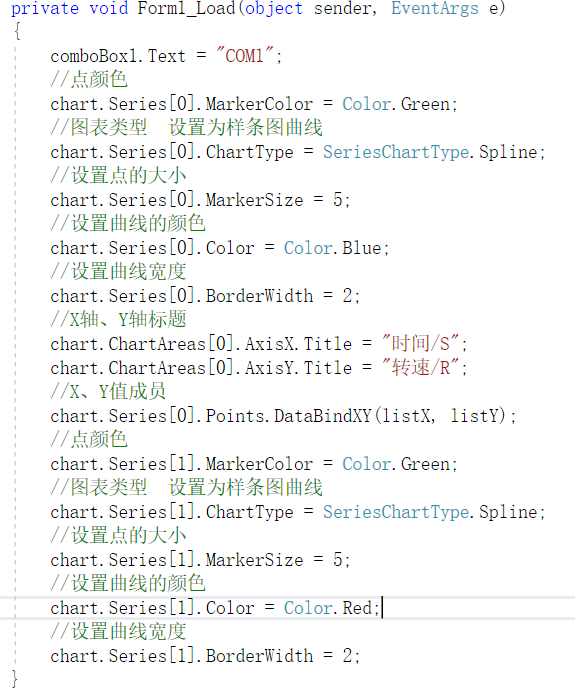 private void Form1_Load(object sender, EventArgs e)
{
comboBox1.Text = "COM1";
//点颜色
chart.Series[0].MarkerColor = Color.Green;
//图表类型  设置为样条图曲线
chart.Series[0].ChartType = SeriesChartType.Spline;
//设置点的大小
chart.Series[0].MarkerSize = 5;
//设置曲线的颜色
chart.Series[0].Color = Color.Blue;
//设置曲线宽度
chart.Series[0].BorderWidth = 2;
//X轴、Y轴标题
chart.ChartAreas[0].AxisX.Title = "时间/S";
chart.ChartAreas[0].AxisY.Title = "转速/R";
//X、Y值成员
chart.Series[0].Points.DataBindXY(listX, listY);
//点颜色
chart.Series[1].MarkerColor = Color.Green;
//图表类型  设置为样条图曲线
chart.Series[1].ChartType = SeriesChartType.Spline;
//设置点的大小
chart.Series[1].MarkerSize = 5;
//设置曲线的颜色
chart.Series[1].Color = Color.Red;
//设置曲线宽度
chart.Series[1].BorderWidth = 2;
}